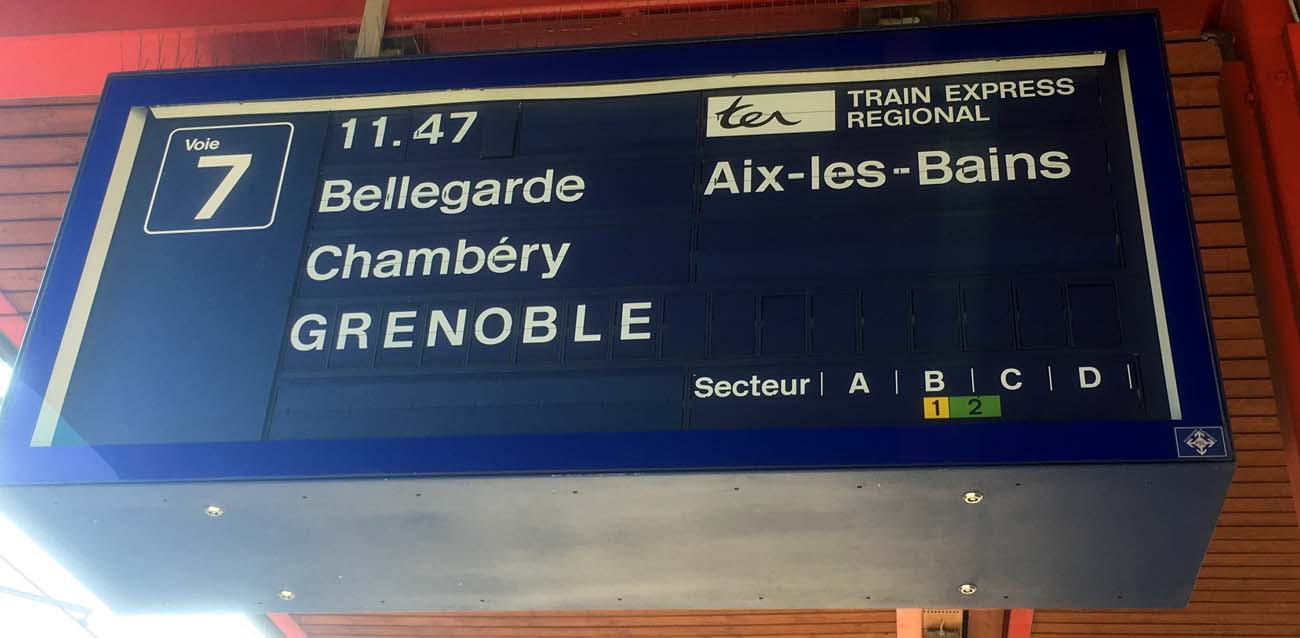 Voie
7
11.47
ter TRAIN EXPRESS
REGIONAL
Bellegarde
Aix-les-Bains
Chambéry
GRENOBLE
Secteur | A | B | C | D |
1 2